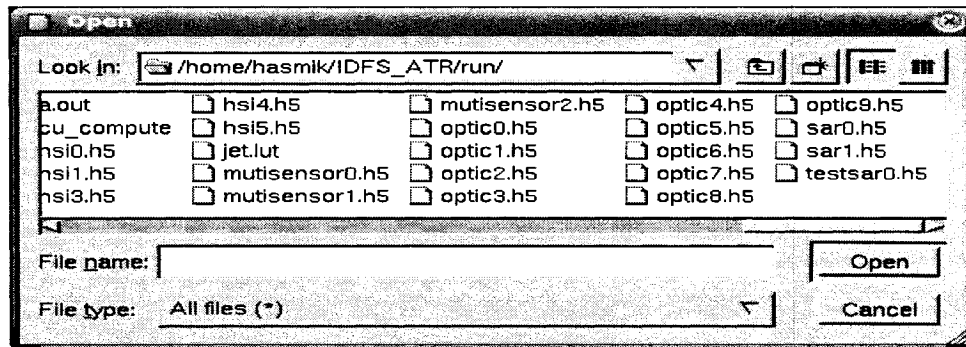 Open
Look in: /home/hasmik/IDFS_ATR/run/
a.out hsi4.h5 mutisensor2.h5 optic4.h5 optic9.h5
cu_compute hsi5.h5 optic0.h5 optic5.h5 sar0.h5
hsi0.h5 jet.lut optic1.h5 optic6.h5 sar1.h5
hsi1.h5 mutisensor0.h5 optic2.h5 optic7.h5 testsar0.h5
hsi3.h5 mutisensor1.h5 optic3.h5 optic8.h5
File name: Open
File type: All files (*) Cancel